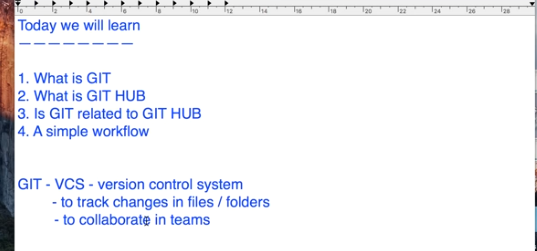 0 2 4 6 8 10 12 14 16 18 20 22 24 26 28
Today we will learn
— — — — — — — —
1. What is GIT
2. What is GIT HUB
3. Is GIT related to GIT HUB
4. A simple workflow
GIT - VCS - version control system
- to track changes in files / folders
- to collaborate in teams